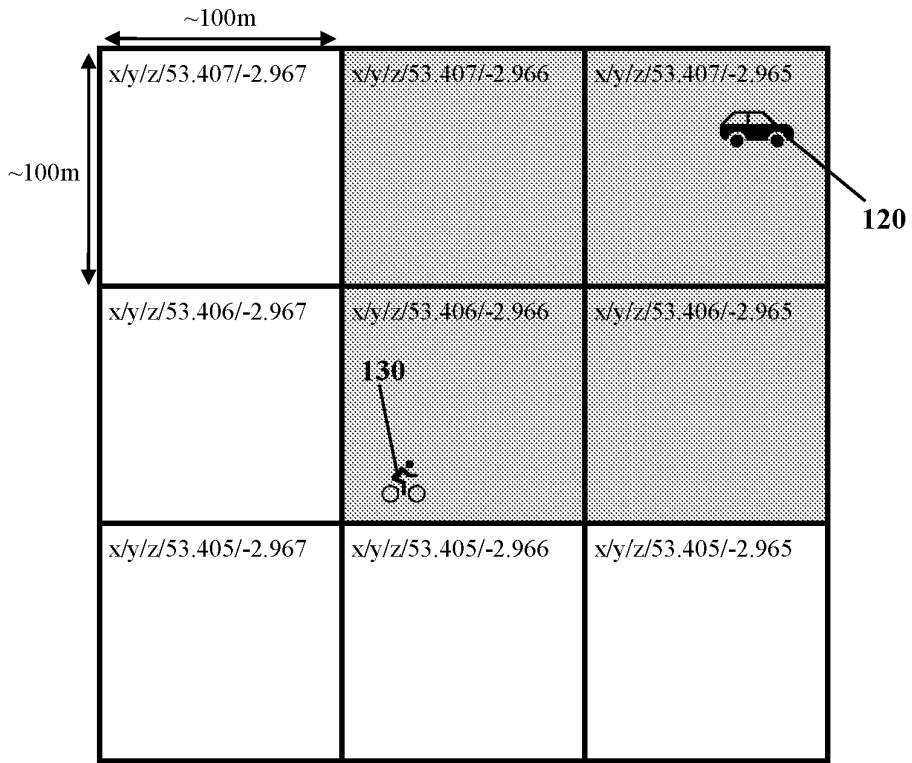 ~100m
x/y/z/53.407/-2.967
x/y/z/53.407/-2.966
x/y/z/53.407/-2.965
~100m
120
x/y/z/53.406/-2.967
x/y/z/53.406/-2.966
x/y/z/53.406/-2.965
130
x/y/z/53.405/-2.967
x/y/z/53.405/-2.966
x/y/z/53.405/-2.965